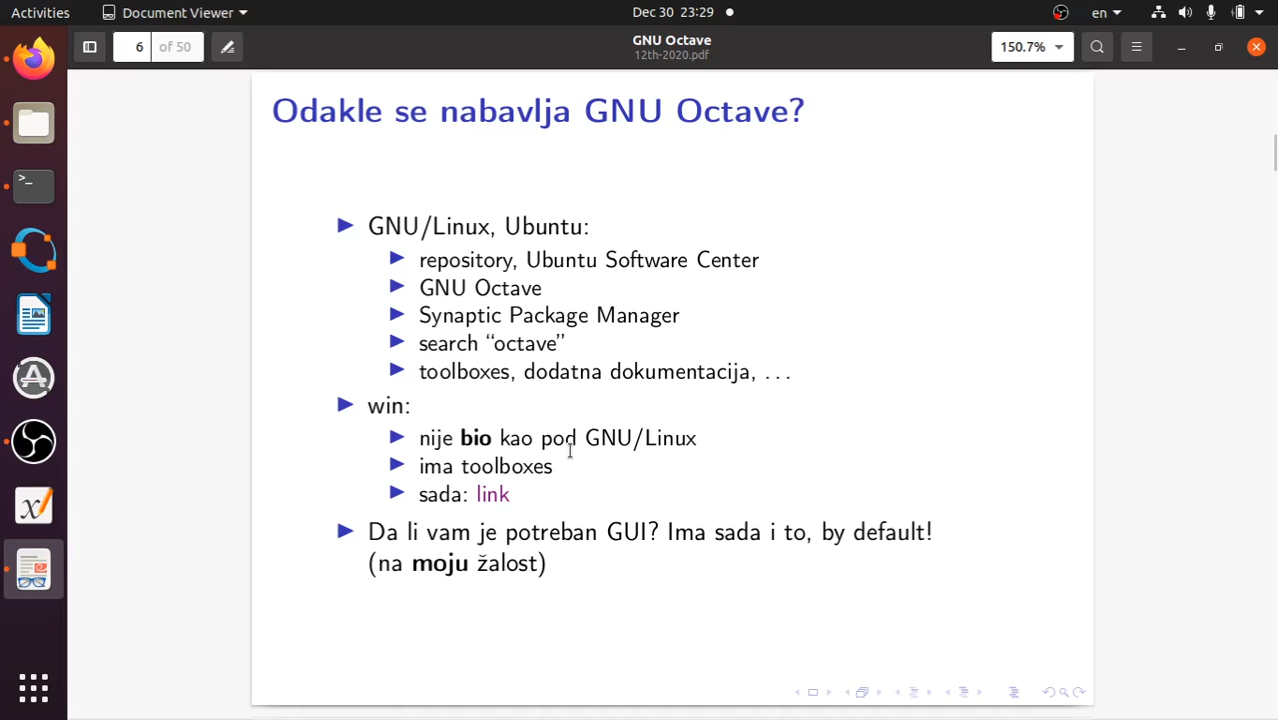 Activities
Document Viewer
Dec 30 23:29
en
6
of 50
GNU Octave
12th-2020.pdf
150.7%
Odakle se nabavlja GNU Octave?
GNU/Linux, Ubuntu:
repository, Ubuntu Software Center
GNU Octave
Synaptic Package Manager
search “octave”
toolboxes, dodatna dokumentacija, . . .
win:
nije bio kao pod GNU/Linux
ima toolboxes
sada: link
Da li vam je potreban GUI? Ima sada i to, by default!
(na moju žalost)